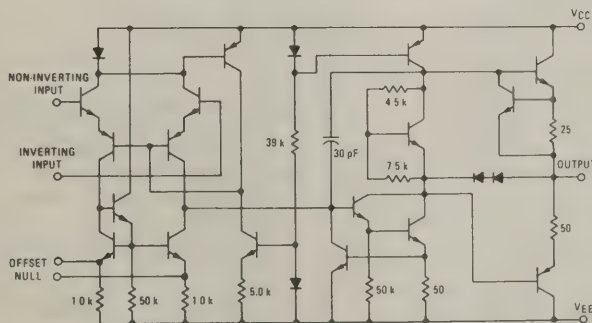 VCC
NON-INVERTING
INPUT
INVERTING
INPUT
OFFSET
NULL
4.5 k
39 k
30 pF
7.5 k
25
OUTPUT
50
1.0 k
50 k
1.0 k
5.0 k
50 k
50
VEE